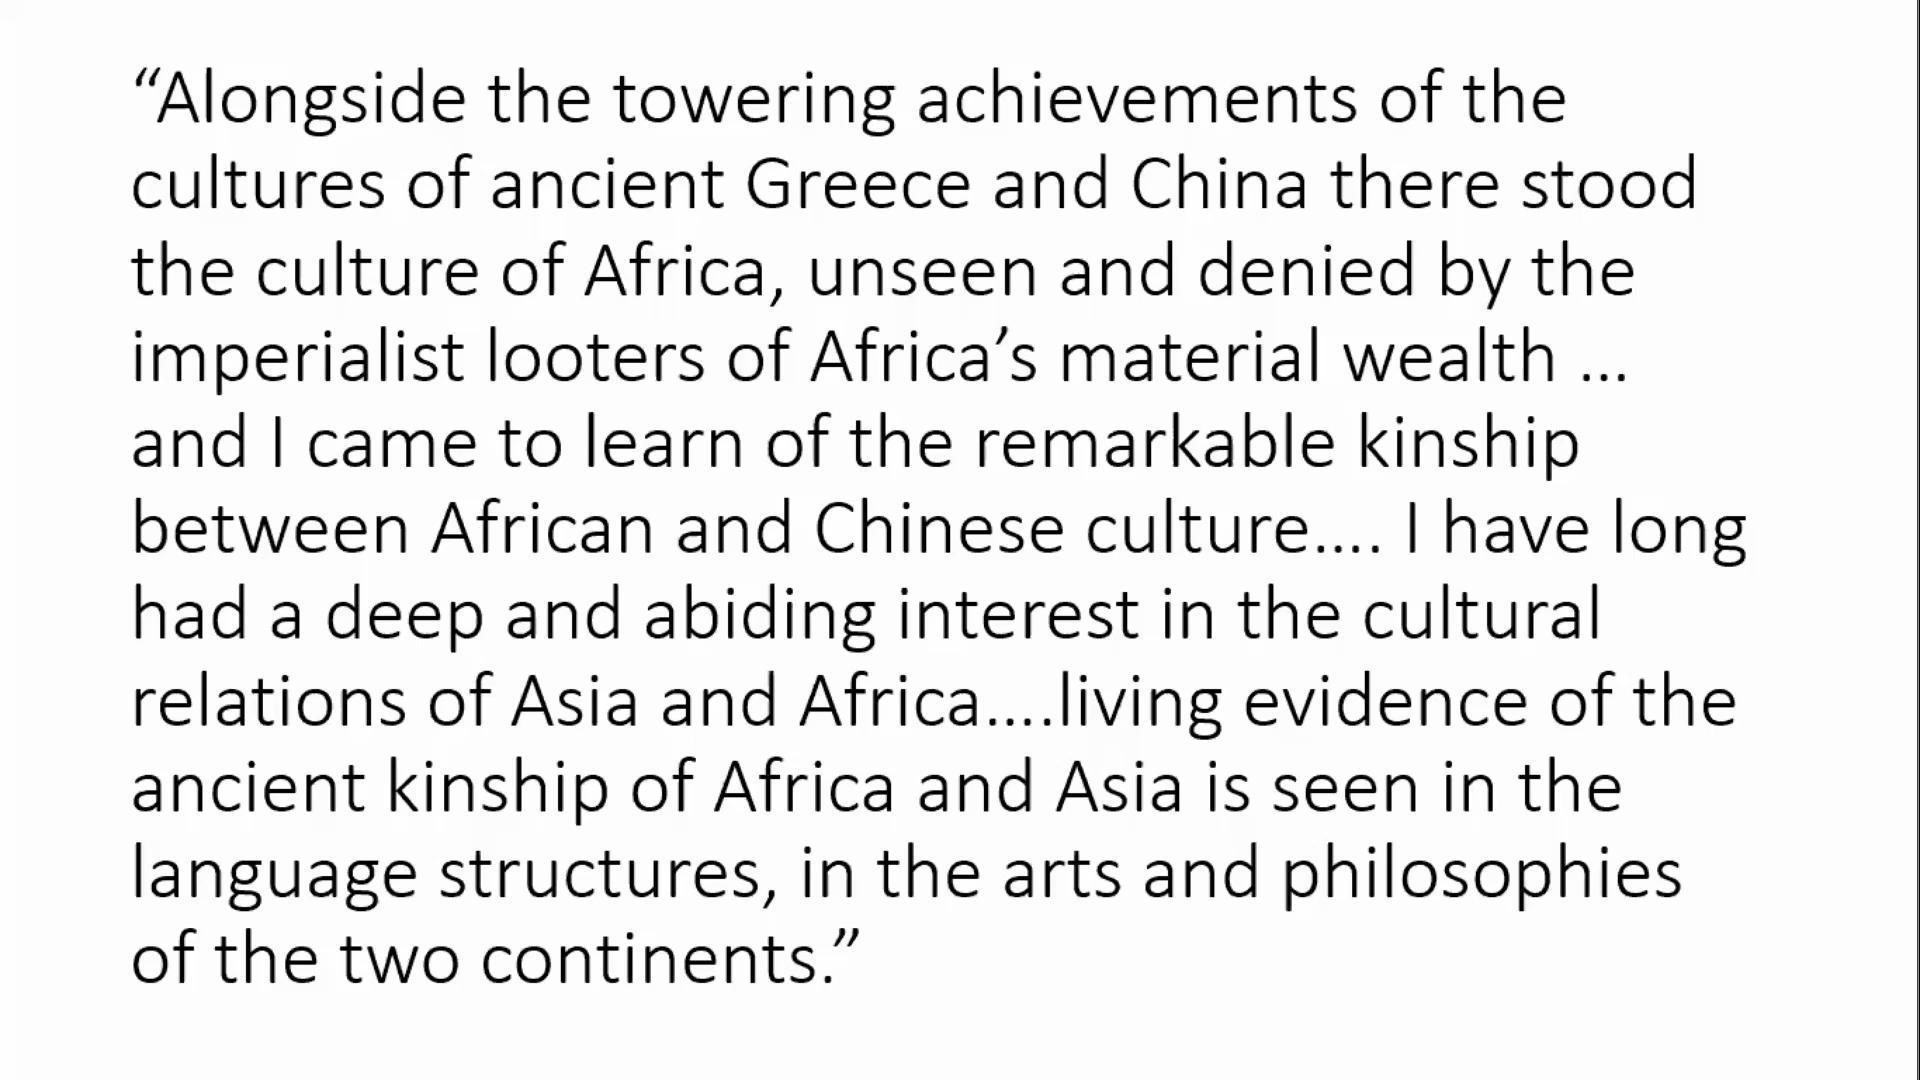 “Alongside the towering achievements of the
cultures of ancient Greece and China there stood
the culture of Africa, unseen and denied by the
imperialist looters of Africa’s material wealth …
and I came to learn of the remarkable kinship
between African and Chinese culture…. I have long
had a deep and abiding interest in the cultural
relations of Asia and Africa….living evidence of the
ancient kinship of Africa and Asia is seen in the
language structures, in the arts and philosophies
of the two continents.”